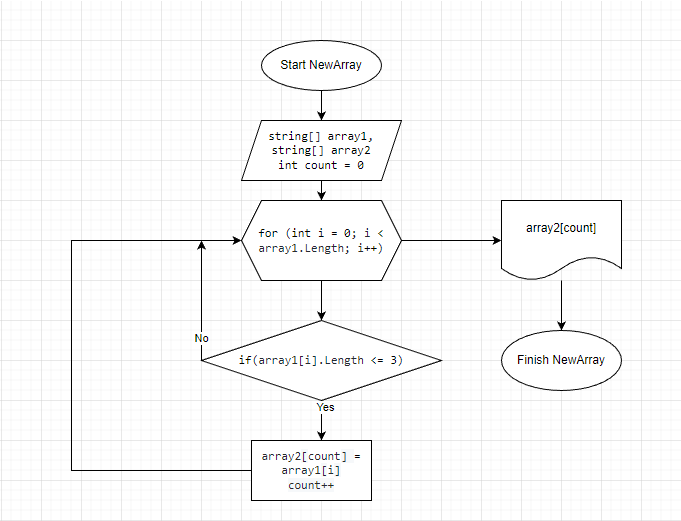 Start NewArray
string[] array1,
string[] array2
int count = 0
for (int i = 0; i <
array1.Length; i++)
array2[count]
No
if(array1[i].Length <= 3)
Finish NewArray
Yes
array2[count] =
array1[i]
count++